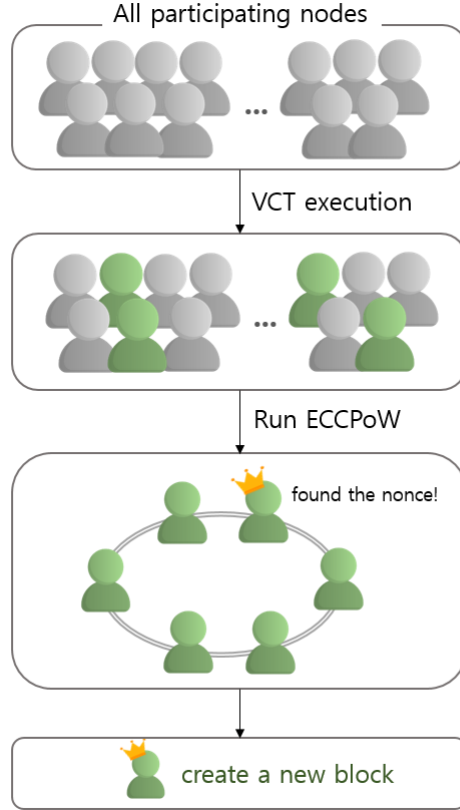 All participating nodes
...
VCT execution
...
Run ECCPoW
found the nonce!
create a new block